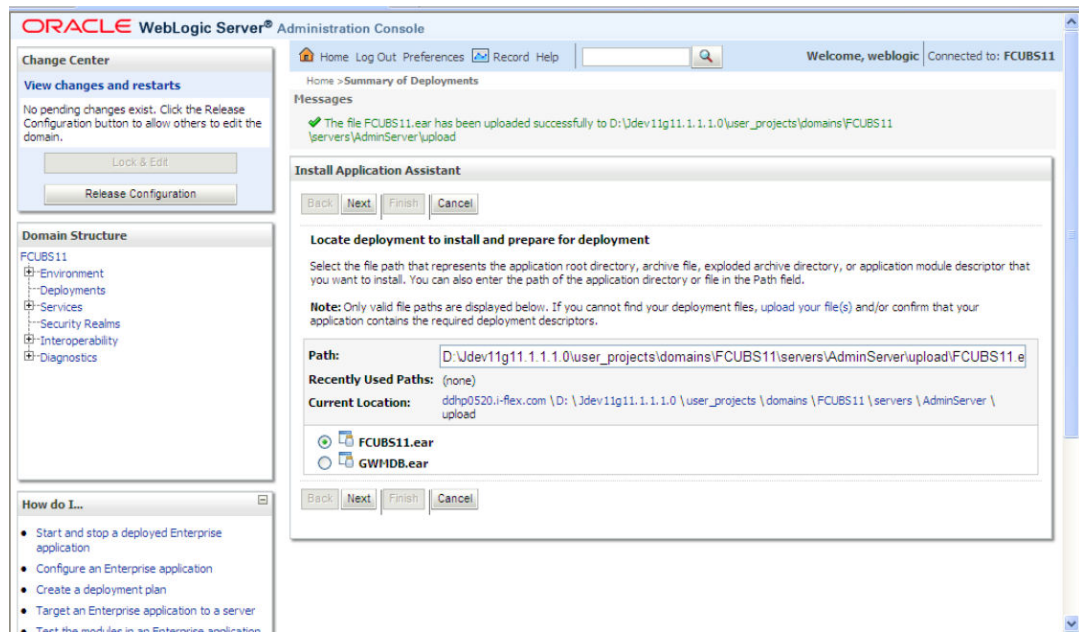 ORACLE WebLogic Server® Administration Console
Change Center
View changes and restarts
No pending changes exist. Click the Release
Configuration button to allow others to edit the
domain.
Lock & Edit
Release Configuration
Domain Structure
FCUBS11
Environment
Deployments
Services
Security Realms
Interoperability
Diagnostics
How do I...
Start and stop a deployed Enterprise
application
Configure an Enterprise application
Create a deployment plan
Target an Enterprise application to a server
Test the modules in an Enterprise application
Home Log Out Preferences Record Help
Welcome, weblogic Connected to: FCUBS11
Home >Summary of Deployments
Messages
The file FCUBS11.ear has been uploaded successfully to D:\Jdev11g11.1.1.1.0\user_projects\domains\FCUBS11
\servers\AdminServer\upload
Install Application Assistant
Back Next Finish Cancel
Locate deployment to install and prepare for deployment
Select the file path that represents the application root directory, archive file, exploded archive directory, or application module descriptor that
you want to install. You can also enter the path of the application directory or file in the Path field.
Note: Only valid file paths are displayed below. If you cannot find your deployment files, upload your file(s) and/or confirm that your
application contains the required deployment descriptors.
Path: D:\Jdev11g11.1.1.1.0\user_projects\domains\FCUBS11\servers\AdminServer\upload\FCUBS11.e
Recently Used Paths: (none)
Current Location: ddhp0520.i-flex.com \D: \Jdev11g11.1.1.1.0 \user_projects \domains \FCUBS11 \servers \AdminServer \
upload
FCUBS11.ear
GWMDB.ear
Back Next Finish Cancel